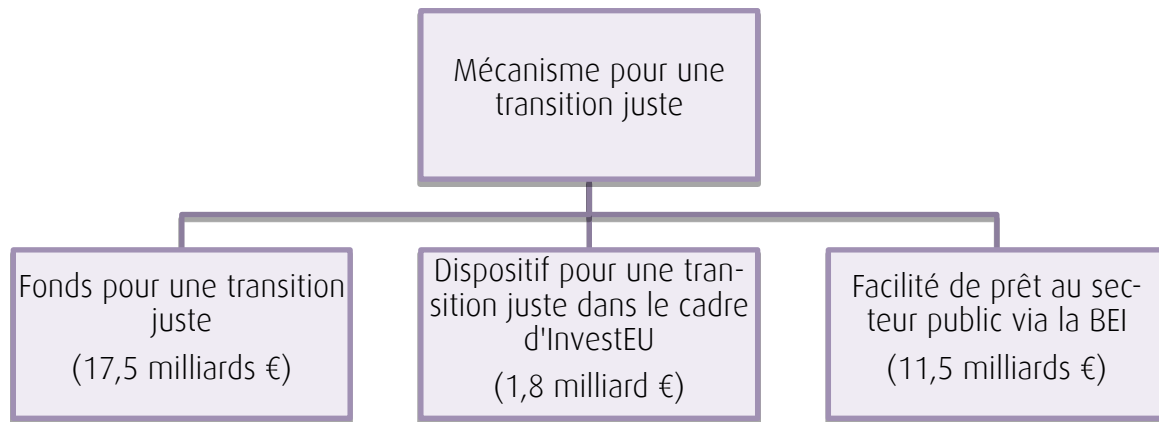 Mécanisme pour une
transition juste
Fonds pour une transition
juste
(17,5 milliards €)
Dispositif pour une tran-
sition juste dans le cadre
d'InvestEU
(1,8 milliard €)
Facilité de prêt au sec-
teur public via la BEI
(11,5 milliards €)